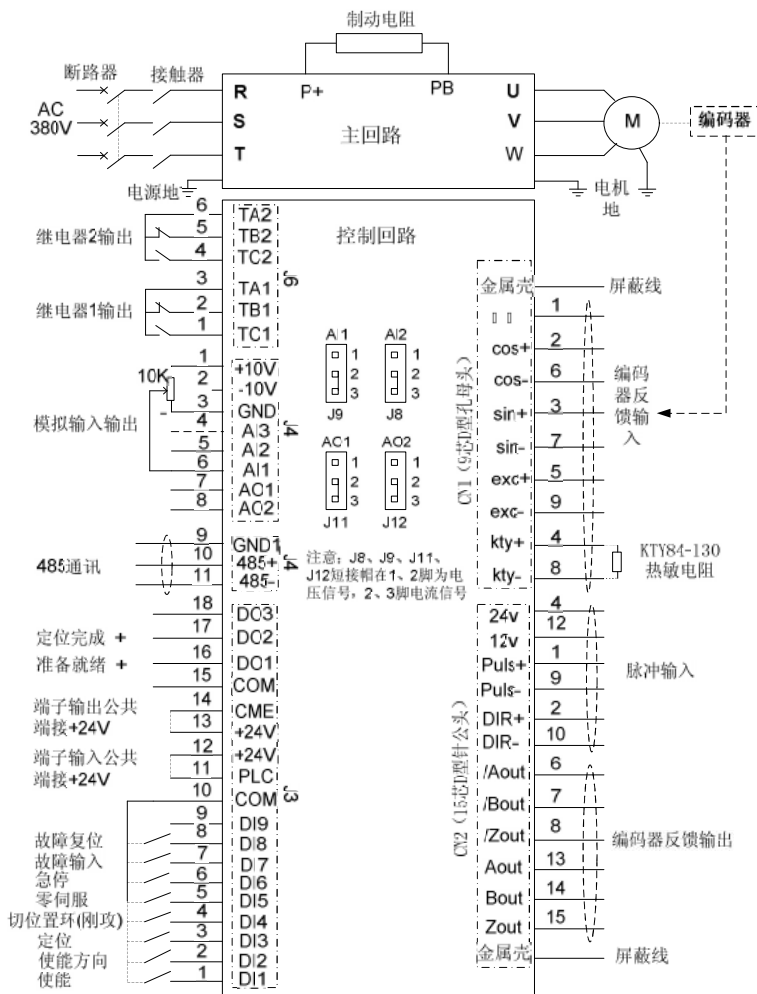 制动电阻
断路器 接触器
R P+ PB U
AC
380V
S 主回路 V M 编码器
T W
电源地 电机
地
6 TA2 控制回路
继电器2输出 5 TB2
4 TC2
J6
3 TA1 金属壳 屏蔽线
继电器1输出 2 TB1 1
1 TC1
AI1 AI2
1 1
2 2
3 3
J9 J8
cos+ 2
cos- 6 编码
器反
馈输
入
sin+ 3
sin- 7
exc+ 5
exc- 9
kty+ 4 KTY84-130
热敏电阻
kty- 8
CN1（9芯D型孔母头）
1 +10V
10K 2 -10V
3 GND
模拟输入输出 4 AI3
5 AI2
6 AI1
7 AO1
8 AO2
J4
AO1 AO2
1 1
2 2
3 3
J11 J12
9 GND1
485通讯 10 485+
11 485-
J4
注意：J8、J9、J11、
J12短接帽在1、2脚为电
压信号，2、3脚电流信号
18 DO3
定位完成 + 17 DO2
准备就绪 + 16 DO1
15 COM
端子输出公共
端接+24V
14 CME
13 +24V
端子输入公共
端接+24V
12 +24V
11 PLC
10 COM
J3
9 DI9
故障复位 8 DI8
故障输入 7 DI7
急停 6 DI6
零伺服 5 DI5
切位置环(刚攻) 4 DI4
定位 3 DI3
使能方向 2 DI2
使能 1 DI1
24v 4
12v 12
Puls+ 1 脉冲输入
Puls- 9
DIR+ 2
DIR- 10
/Aout 6
/Bout 7
/Zout 8 编码器反馈输出
Aout 13
Bout 14
Zout 15
金属壳 屏蔽线
CN2（15芯D型针公头）